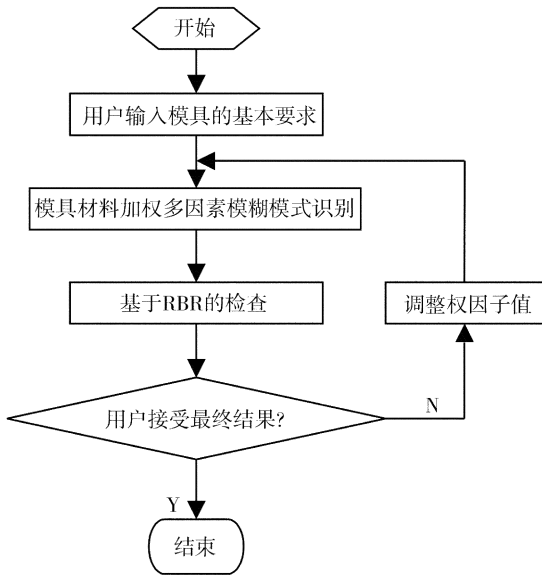 开始
用户输入模具的基本要求
模具材料加权多因素模糊模式识别
基于RBR的检查
调整权因子值
用户接受最终结果?
N
Y
结束